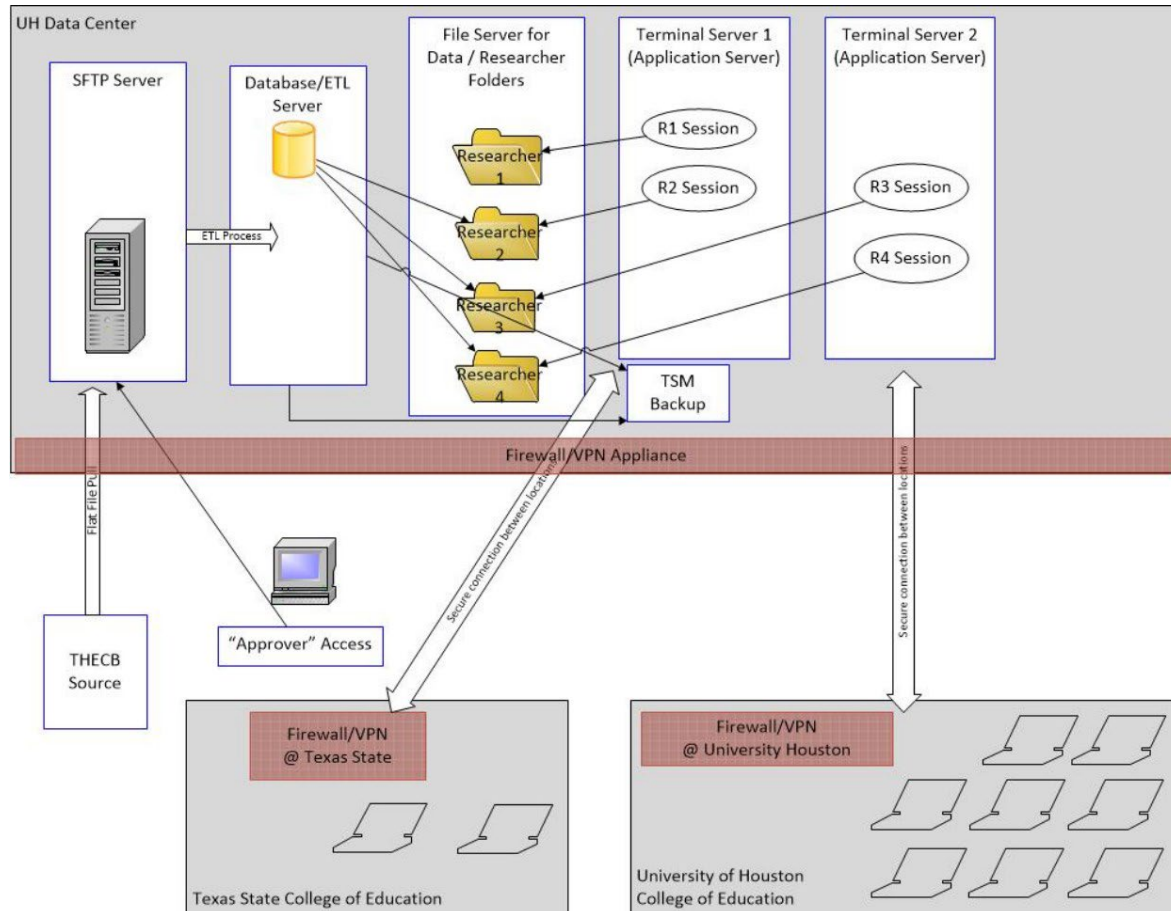 UH Data Center
SFTP Server
Database/ETL
Server
File Server for
Data / Researcher
Folders
Terminal Server 1
(Application Server)
Terminal Server 2
(Application Server)
R1 Session
R2 Session
R3 Session
R4 Session
Researcher
1
Researcher
2
Researcher
3
Researcher
4
ETL Process
TSM
Backup
Firewall/VPN Appliance
Flat File Pull
Secure connection between locations
Secure connection between locations
"Approver" Access
THECB
Source
Firewall/VPN
@ Texas State
Texas State College of Education
Firewall/VPN
@ University Houston
University of Houston
College of Education